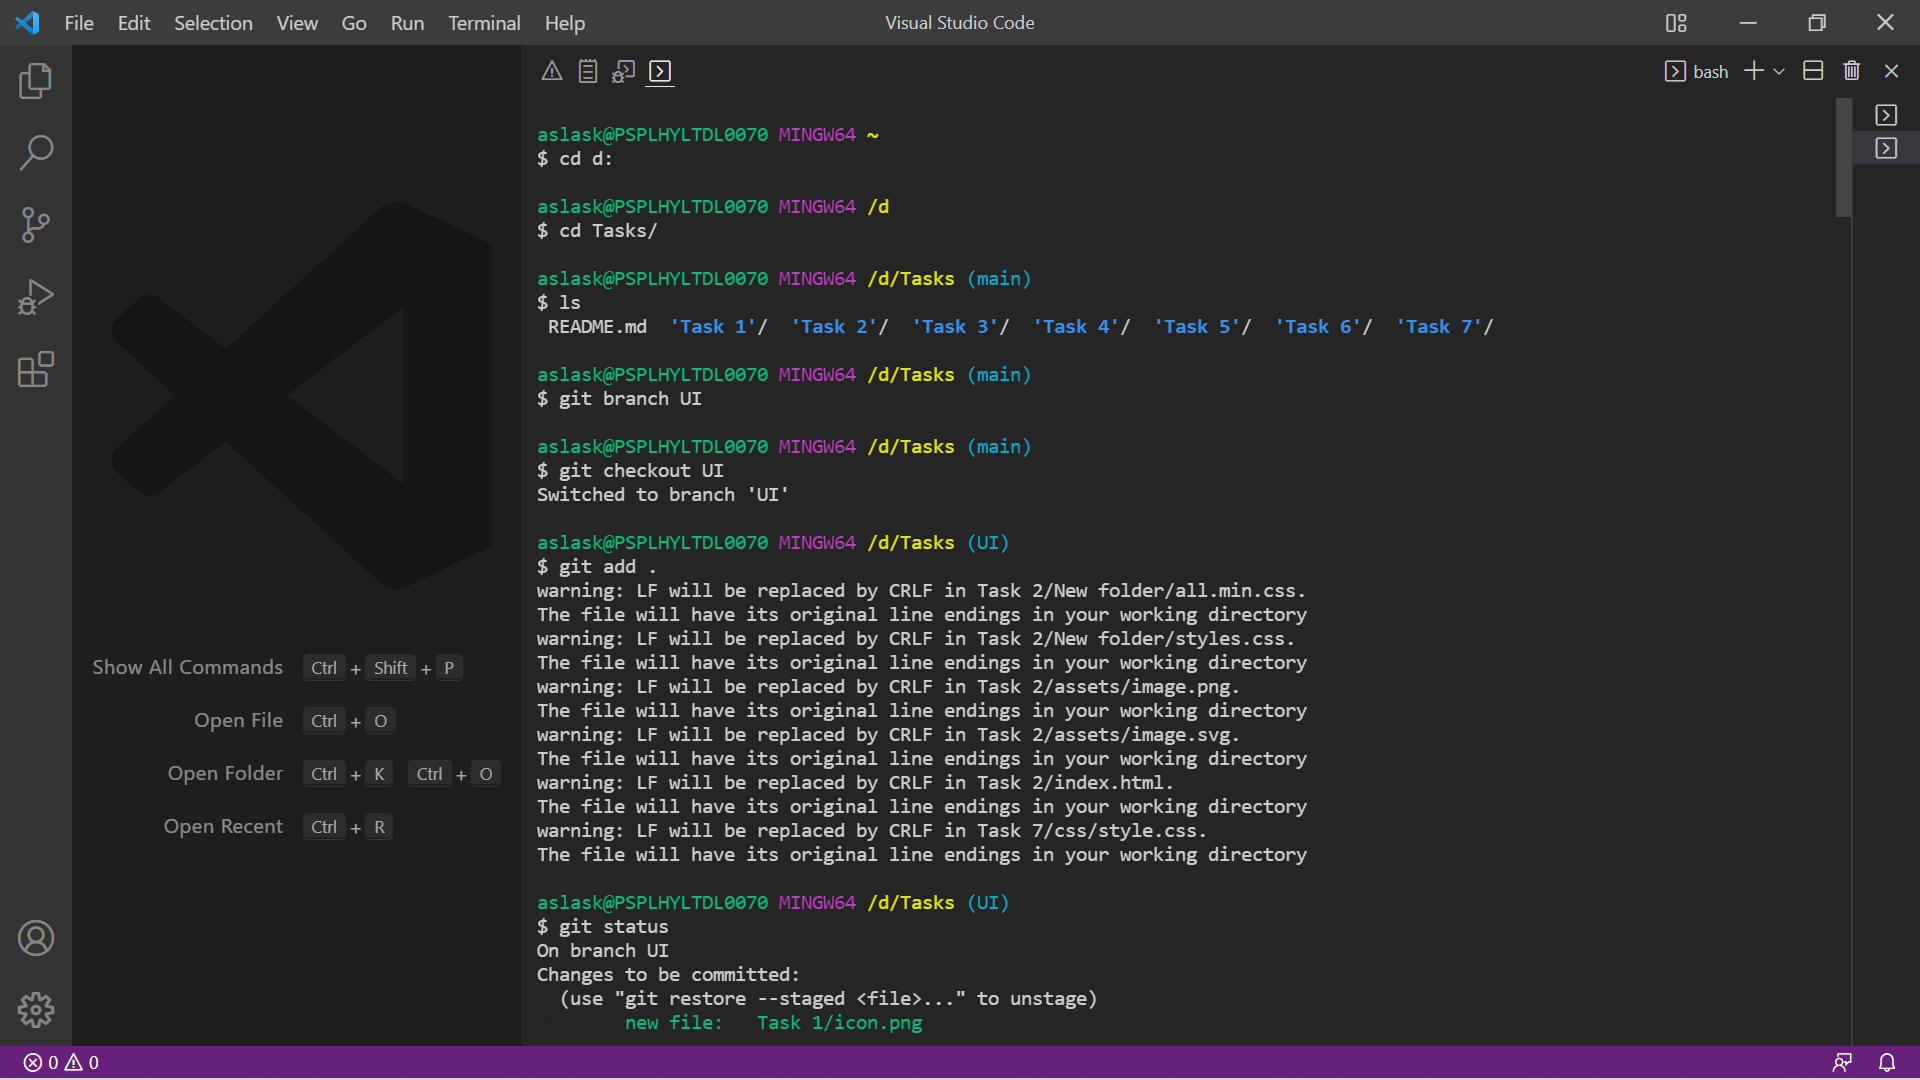 File Edit Selection View Go Run Terminal Help Visual Studio Code
bash
aslask@PSPLHYLTDL0070 MINGW64 ~
$ cd d:
aslask@PSPLHYLTDL0070 MINGW64 /d
$ cd Tasks/
aslask@PSPLHYLTDL0070 MINGW64 /d/Tasks (main)
$ ls
README.md 'Task 1'/ 'Task 2'/ 'Task 3'/ 'Task 4'/ 'Task 5'/ 'Task 6'/ 'Task 7'/
aslask@PSPLHYLTDL0070 MINGW64 /d/Tasks (main)
$ git branch UI
aslask@PSPLHYLTDL0070 MINGW64 /d/Tasks (main)
$ git checkout UI
Switched to branch 'UI'
aslask@PSPLHYLTDL0070 MINGW64 /d/Tasks (UI)
$ git add .
warning: LF will be replaced by CRLF in Task 2/New folder/all.min.css.
The file will have its original line endings in your working directory
warning: LF will be replaced by CRLF in Task 2/New folder/styles.css.
The file will have its original line endings in your working directory
warning: LF will be replaced by CRLF in Task 2/assets/image.png.
The file will have its original line endings in your working directory
warning: LF will be replaced by CRLF in Task 2/assets/image.svg.
The file will have its original line endings in your working directory
warning: LF will be replaced by CRLF in Task 2/index.html.
The file will have its original line endings in your working directory
warning: LF will be replaced by CRLF in Task 7/css/style.css.
The file will have its original line endings in your working directory
aslask@PSPLHYLTDL0070 MINGW64 /d/Tasks (UI)
$ git status
On branch UI
Changes to be committed:
(use "git restore --staged <file>..." to unstage)
new file: Task 1/icon.png
Show All Commands Ctrl + Shift + P
Open File Ctrl + O
Open Folder Ctrl + K Ctrl + O
Open Recent Ctrl + R
0 0